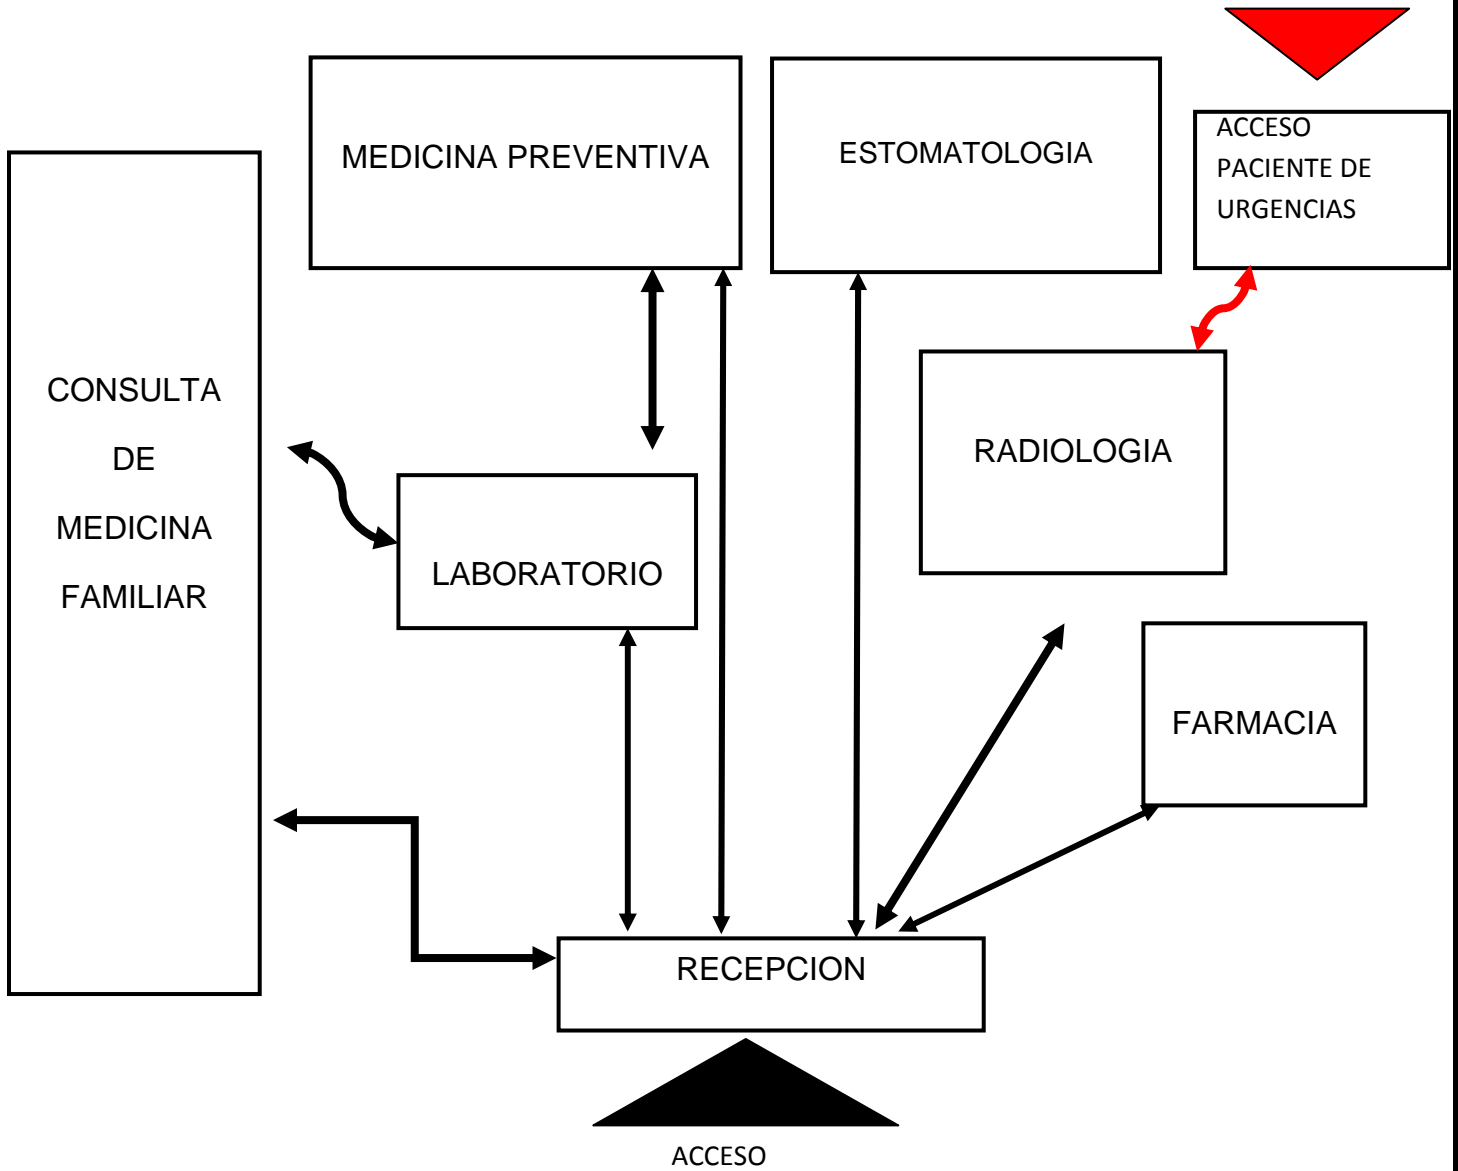 ACCESO
PACIENTE DE
URGENCIAS
MEDICINA PREVENTIVA
ESTOMATOLOGIA
CONSULTA
DE
MEDICINA
FAMILIAR
RADIOLOGIA
LABORATORIO
FARMACIA
RECEPCION
ACCESO